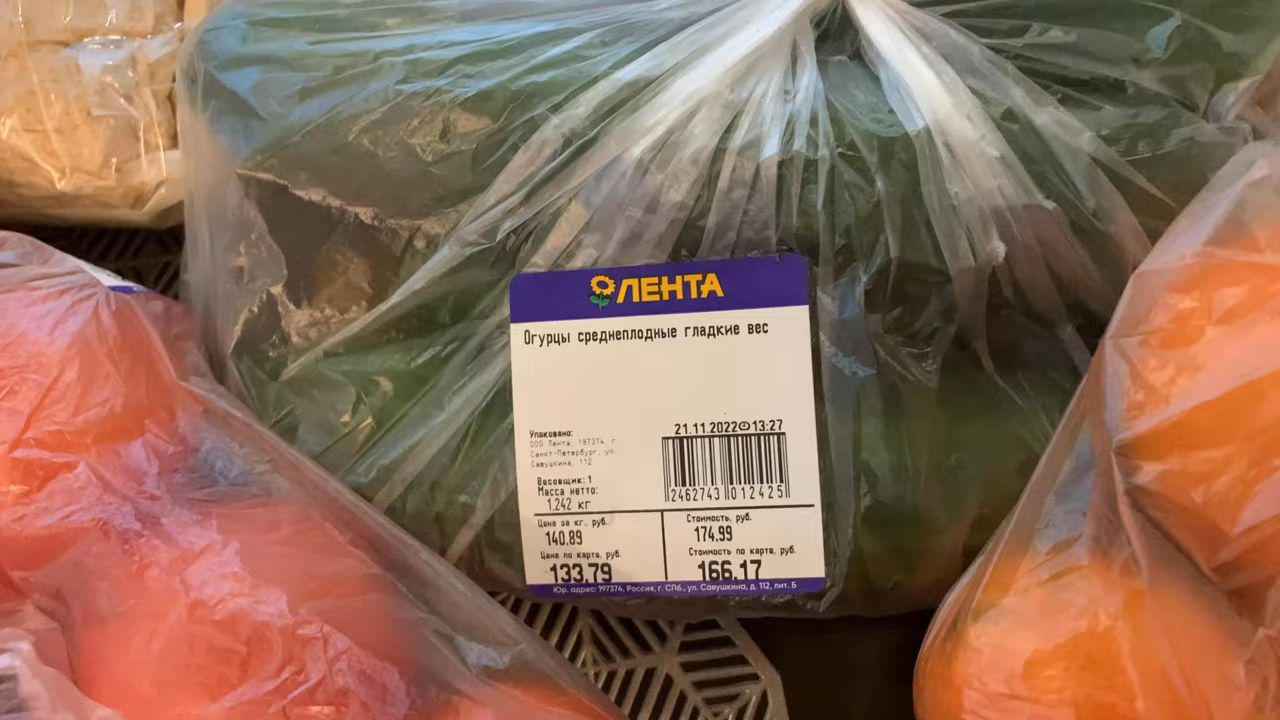 ЛЕНТА
Огурцы среднеплодные гладкие вес
21.11.2022 13:27
Упаковано:
ООО Лента, 197374, г.
Санкт-Петербург, ул.
Савушкина, 112
Весовщик: 1
Масса нетто:
1.242 кг
2462743 012425
Цена за кг, руб.
140.89
Стоимость, руб.
174.99
Цена по карте, руб.
133.79
Стоимость по карте, руб.
166.17
Юр. адрес: 197374, Россия, г. СПб., ул. Савушкина, д. 112, лит. Б